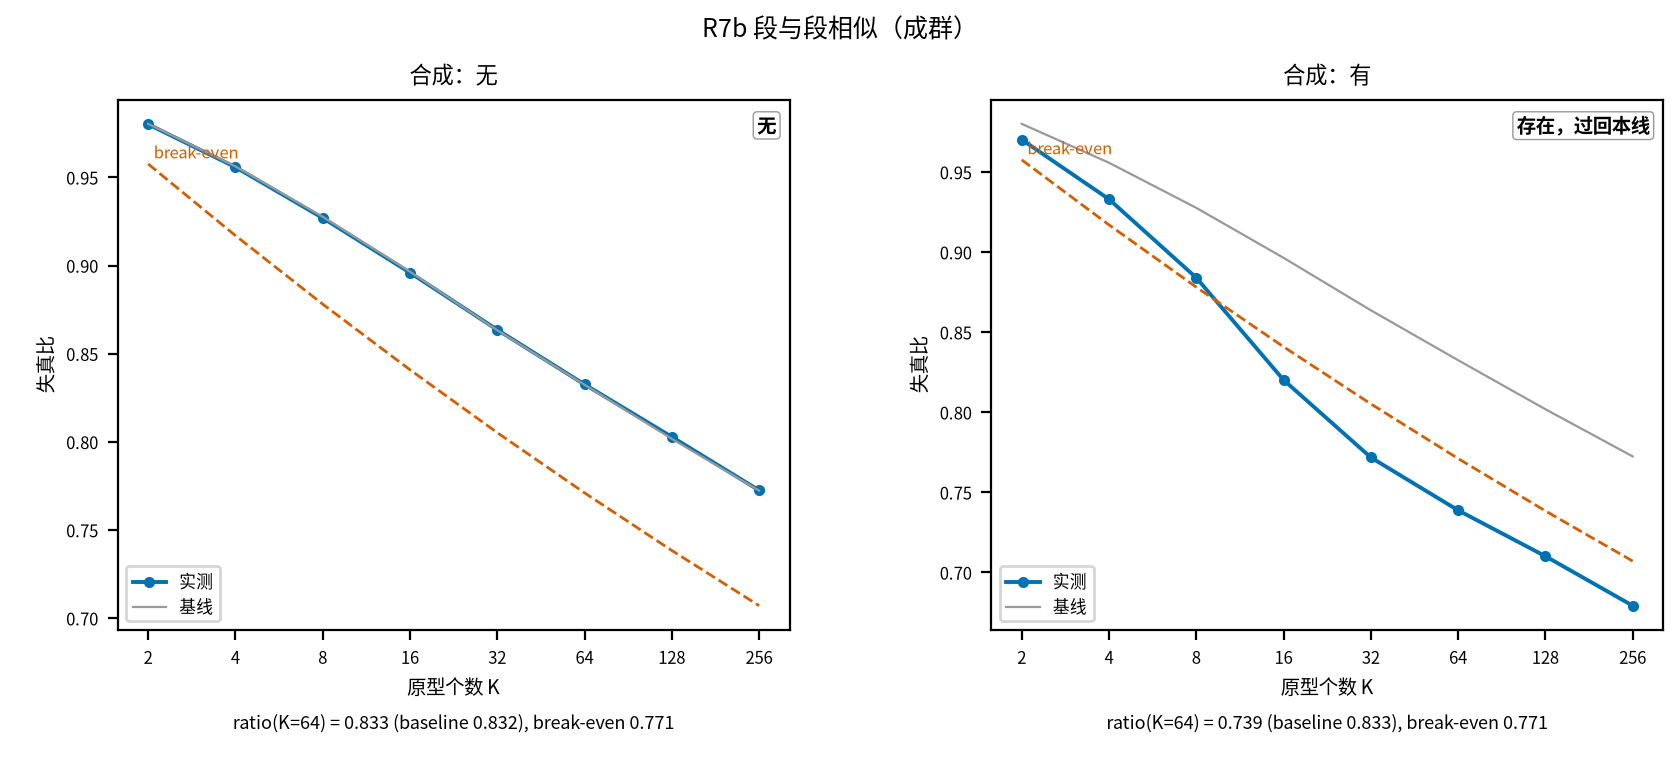 R7b 段与段相似（成群）
合成：无
无
break-even
0.95
0.90
0.85
0.80
0.75
0.70
失真比
实测
基线
2 4 8 16 32 64 128 256
原型个数 K
ratio(K=64) = 0.833 (baseline 0.832), break-even 0.771
合成：有
存在，过回本线
break-even
0.95
0.90
0.85
0.80
0.75
0.70
失真比
实测
基线
2 4 8 16 32 64 128 256
原型个数 K
ratio(K=64) = 0.739 (baseline 0.833), break-even 0.771